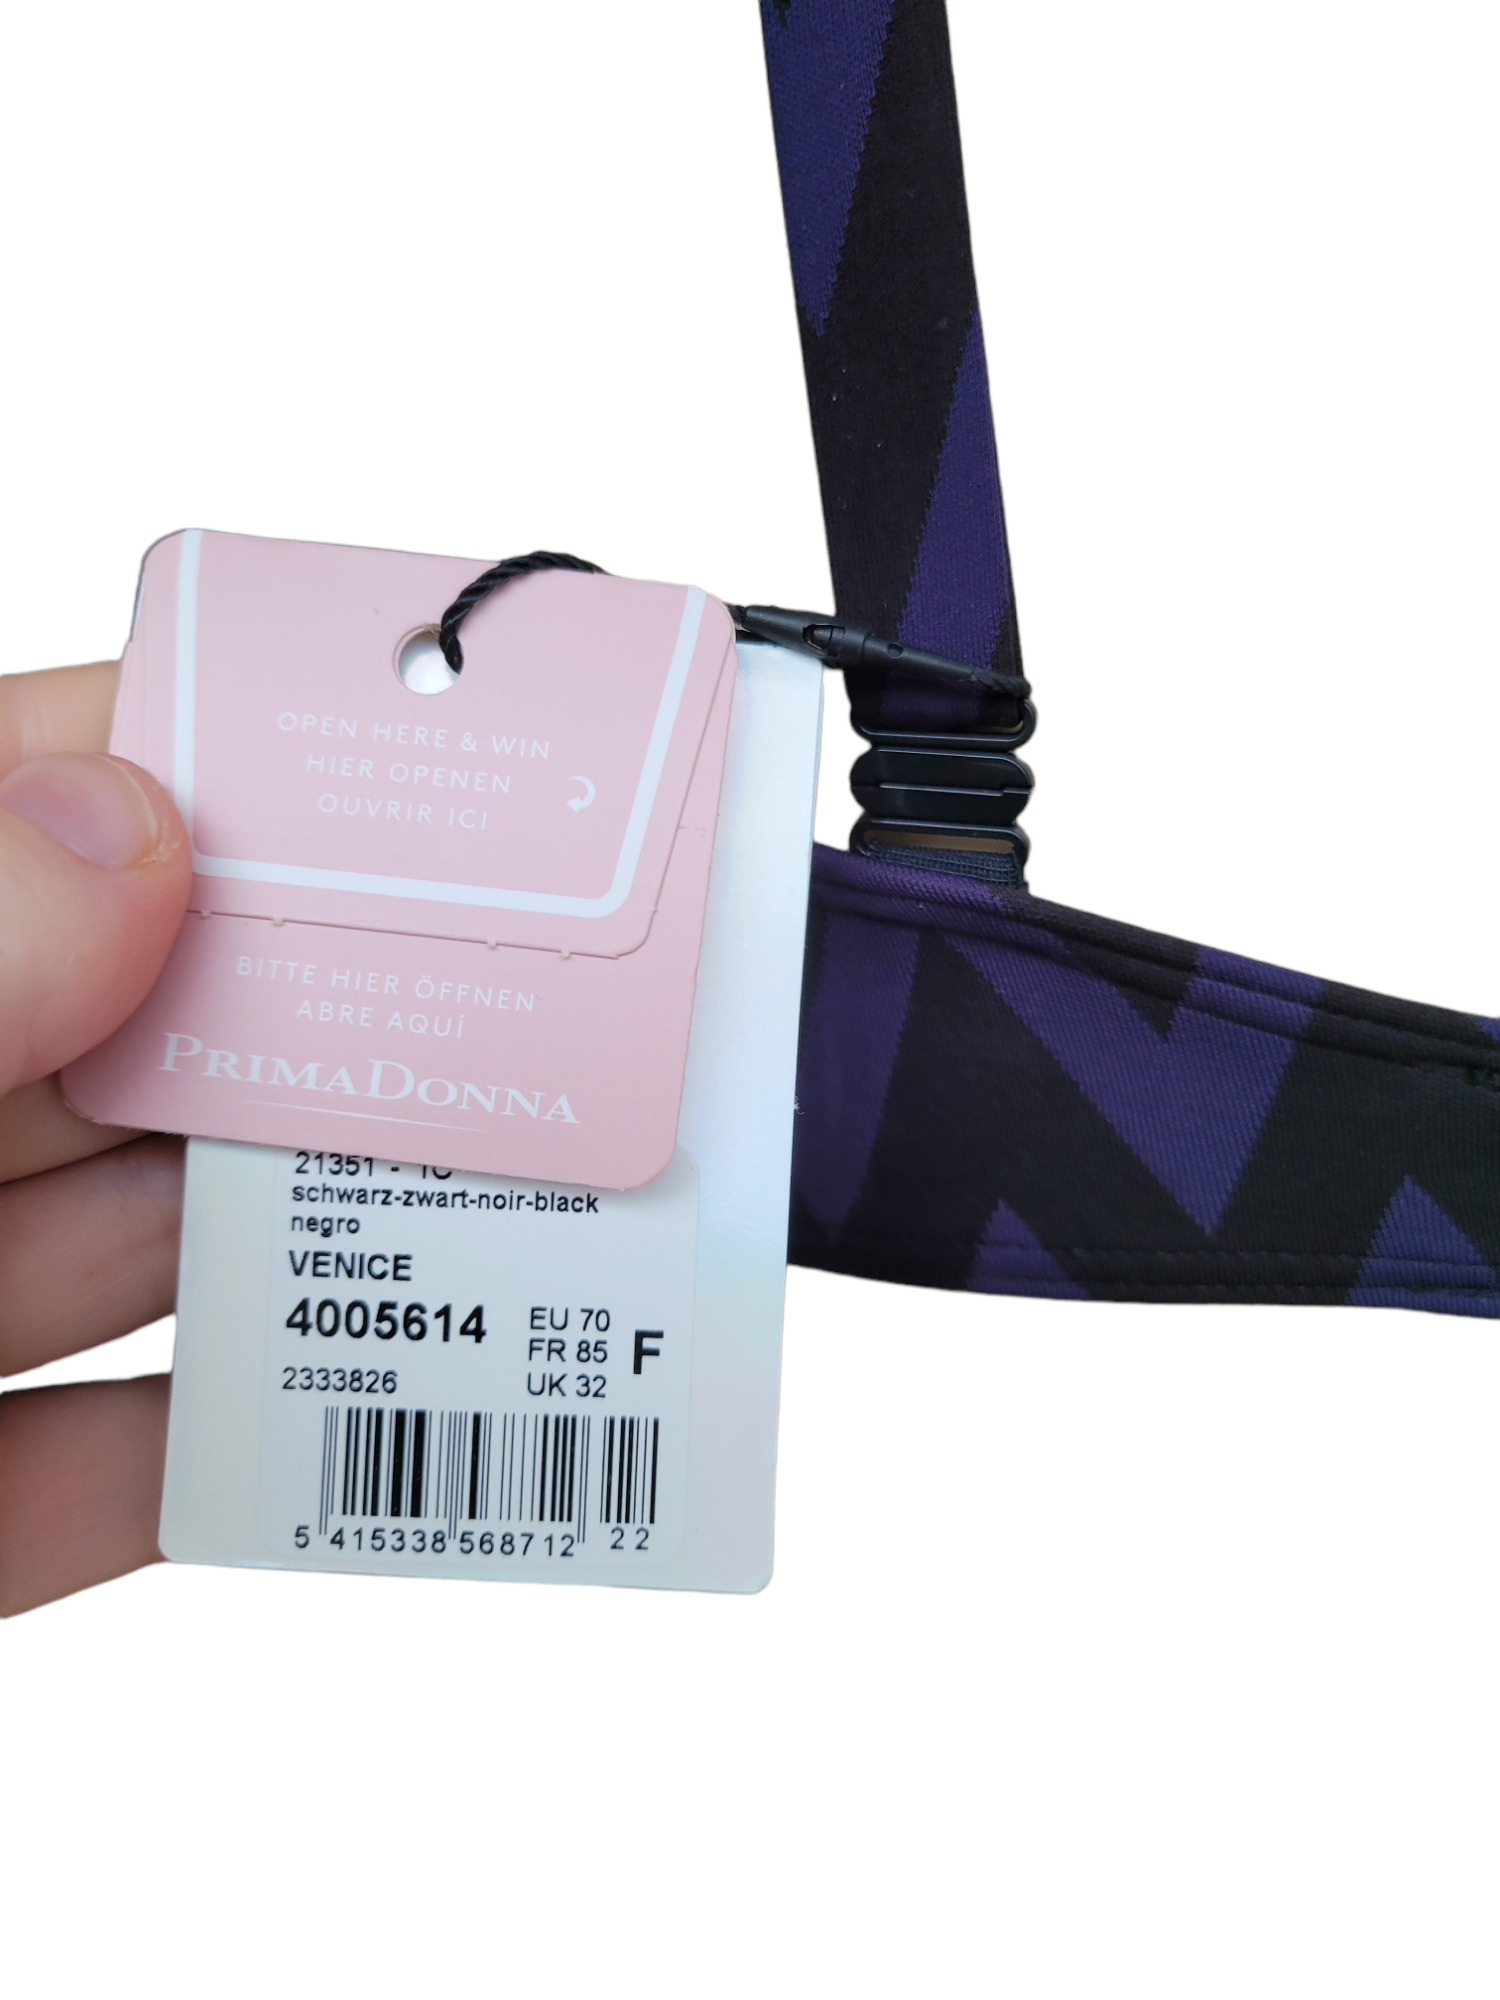 OPEN HERE & WIN
HIER OPENEN
OUVRIR ICI
BITTE HIER ÖFFNEN
ABRE AQUÍ
PRIMADONNA
21351 -
schwarz-zwart-noir-black
negro
VENICE
4005614
EU 70
FR 85
UK 32
F
2333826
5 415338 568712 22